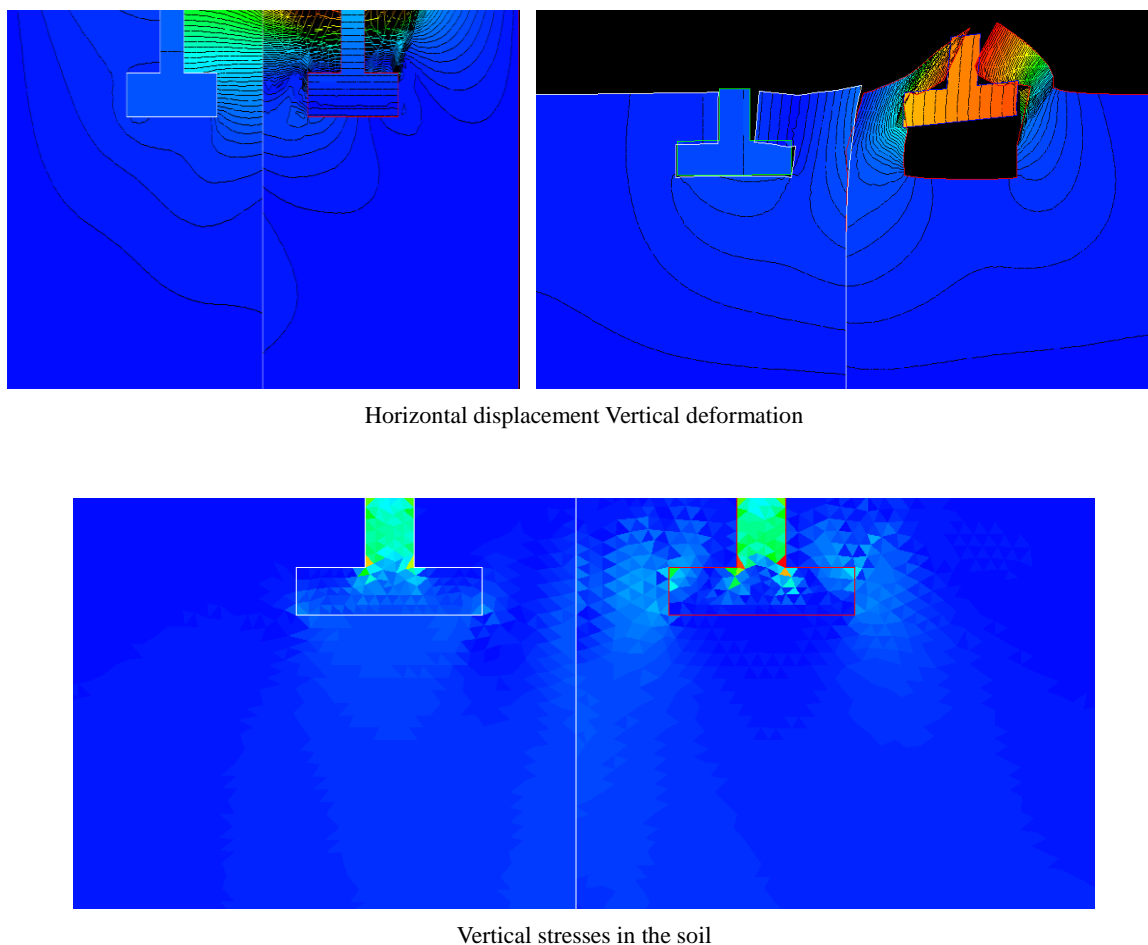 Horizontal displacement Vertical deformation
Vertical stresses in the soil